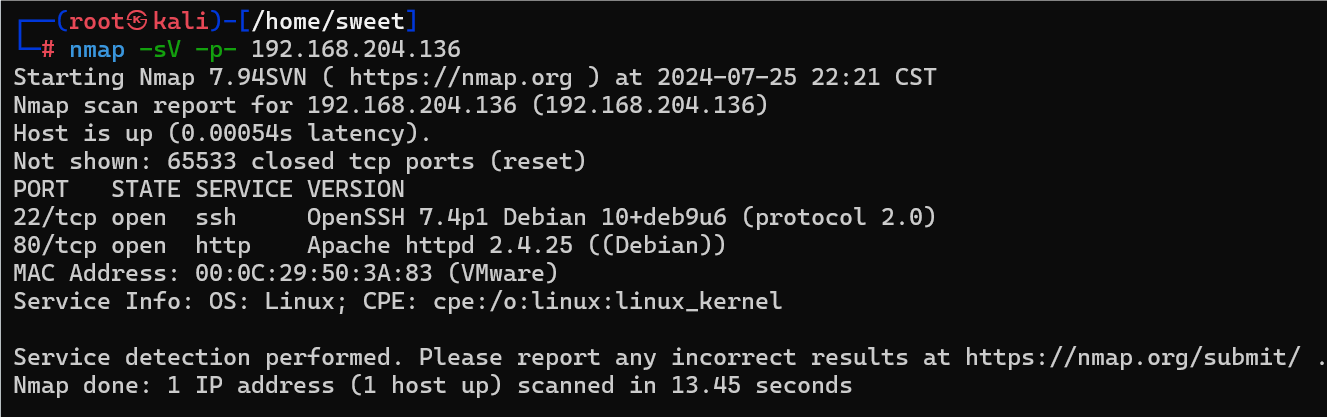 ┌──(root㉿kali)-[/home/sweet]
└─# nmap -sV -p- 192.168.204.136
Starting Nmap 7.94SVN ( https://nmap.org ) at 2024-07-25 22:21 CST
Nmap scan report for 192.168.204.136 (192.168.204.136)
Host is up (0.00054s latency).
Not shown: 65533 closed tcp ports (reset)
PORT   STATE SERVICE VERSION
22/tcp open  ssh     OpenSSH 7.4p1 Debian 10+deb9u6 (protocol 2.0)
80/tcp open  http    Apache httpd 2.4.25 ((Debian))
MAC Address: 00:0C:29:50:3A:83 (VMware)
Service Info: OS: Linux; CPE: cpe:/o:linux:linux_kernel

Service detection performed. Please report any incorrect results at https://nmap.org/submit/ .
Nmap done: 1 IP address (1 host up) scanned in 13.45 seconds